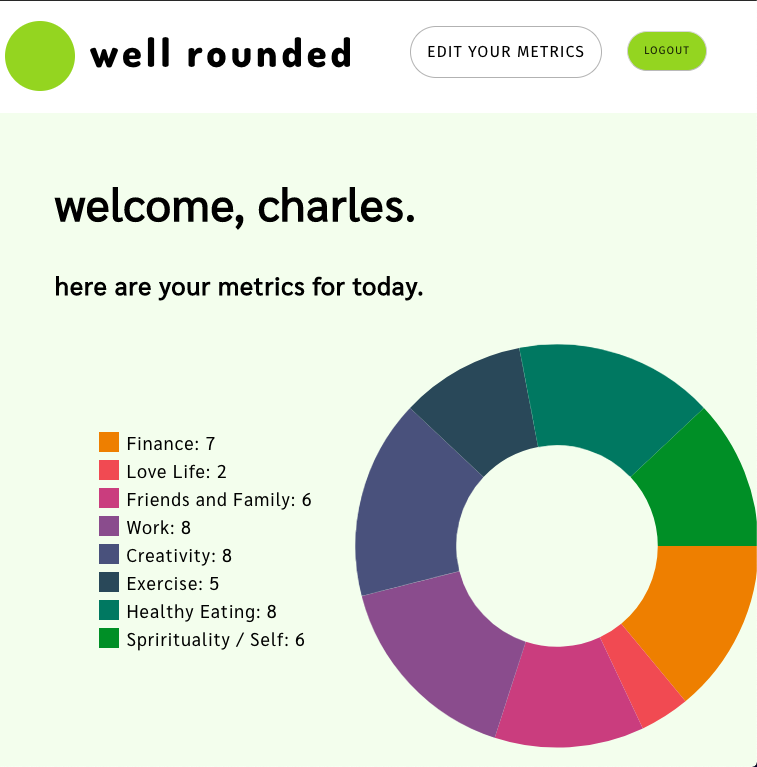 well rounded
EDIT YOUR METRICS
LOGOUT
welcome, charles.
here are your metrics for today.
Finance: 7
Love Life: 2
Friends and Family: 6
Work: 8
Creativity: 8
Exercise: 5
Healthy Eating: 8
Sprirituality / Self: 6